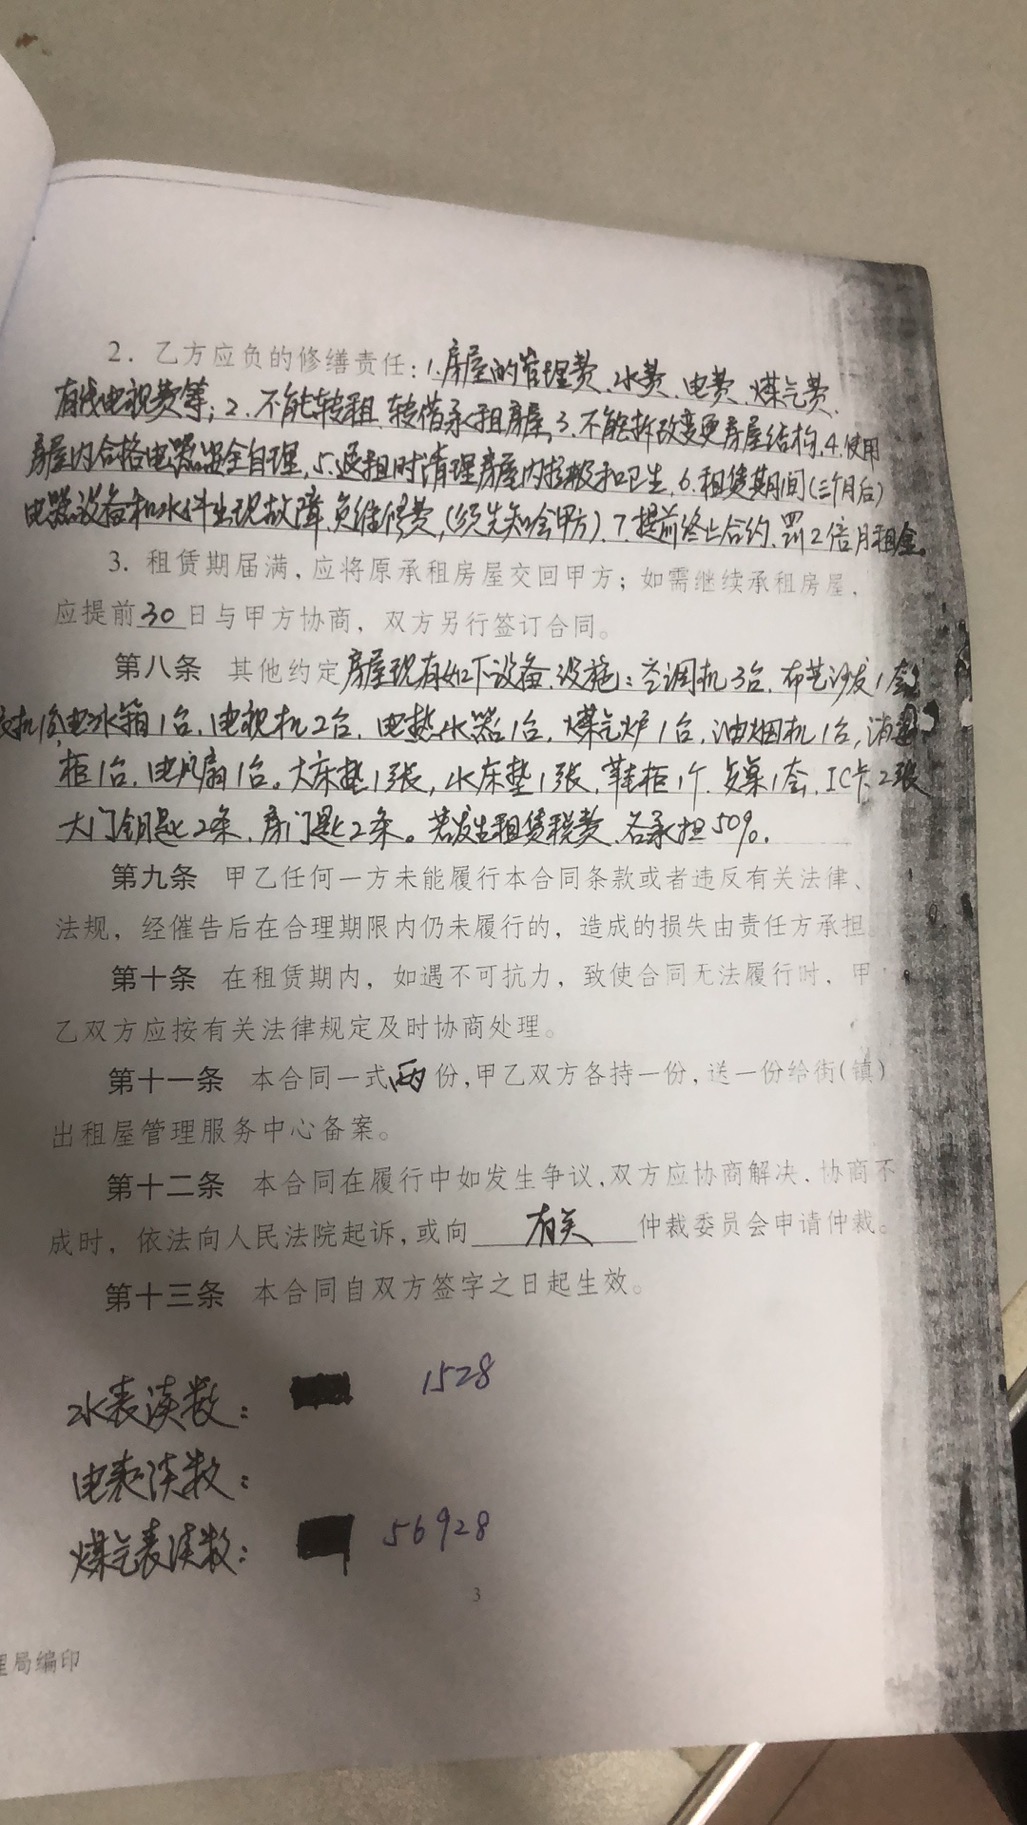 2. 乙方应负的修缮责任：1.房屋的管理费、水费、电费、煤气费、
有线电视费等；2.不能转租、转借承租房屋，3.不能拆改变更房屋结构，4.使用
房屋内合格电器安全自理，5.退租时清理房屋内垃圾和卫生，6.租赁期间(三个月后)
电器设备和水件出现故障，负维修费，(须先知会甲方)，7.提前终止合约、罚2倍月租金。
3. 租赁期届满，应将原承租房屋交回甲方；如需继续承租房屋，
应提前30日与甲方协商，双方另行签订合同。
第八条 其他约定房屋现有如下设备、设施：空调机3台，布艺沙发1套，
衣机1台，电冰箱1台，电视机2台，电热水器1台，煤气炉1台，油烟机1台，消毒
柜1台，电风扇1台。大床垫1张，水床垫1张，鞋柜1个，1套，IC卡2张
大门钥匙2条，房门匙2条。若发生租赁税费，各承担50%.
第九条 甲乙任何一方未能履行本合同条款或者违反有关法律、
法规，经催告后在合理期限内仍未履行的，造成的损失由责任方承担。
第十条 在租赁期内，如遇不可抗力，致使合同无法履行时，甲
乙双方应按有关法律规定及时协商处理。
第十一条 本合同一式两份，甲乙双方各持一份，送一份给街(镇)
出租屋管理服务中心备案。
第十二条 本合同在履行中如发生争议，双方应协商解决，协商不
成时，依法向人民法院起诉，或向 有关 仲裁委员会申请仲裁。
第十三条 本合同自双方签字之日起生效。
水表读数： 1528
电表读数：
煤气表读数： 56928
3
理局编印